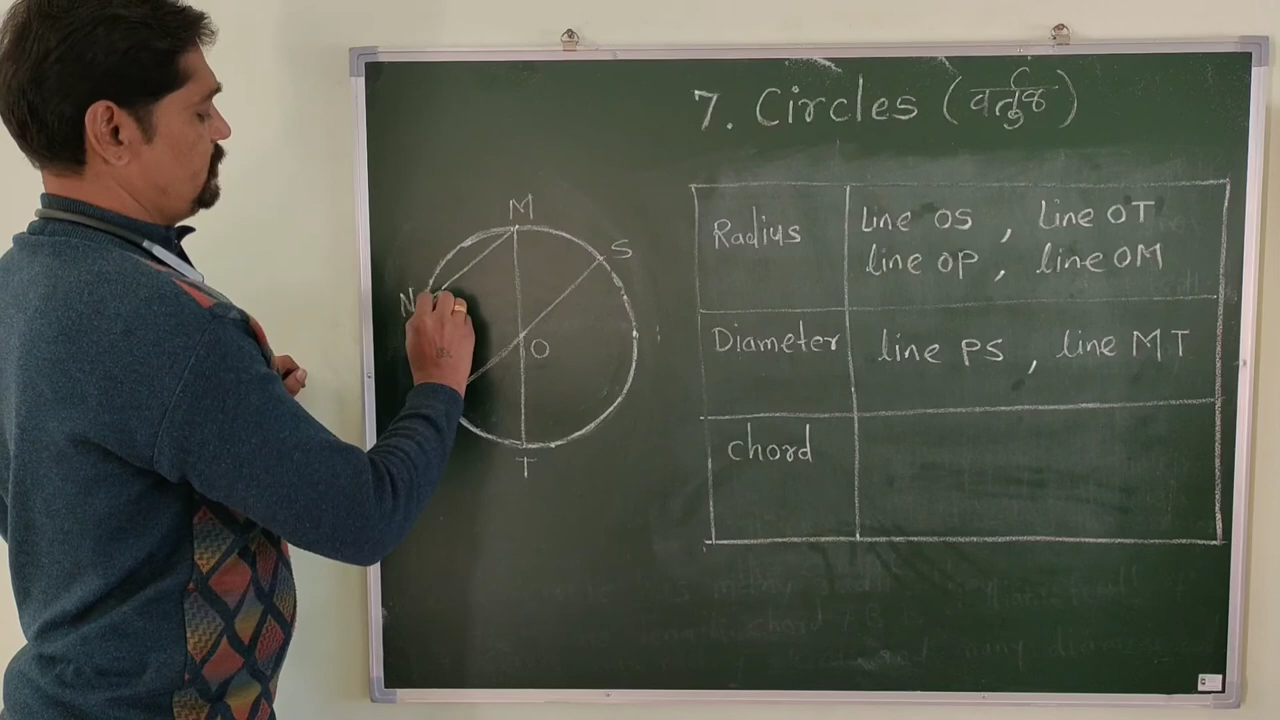 7. Circles (वर्तुळ)
M
S
N
O
T
Radius
line OS , line OT
line OP , line OM
Diameter
line PS , line MT
chord